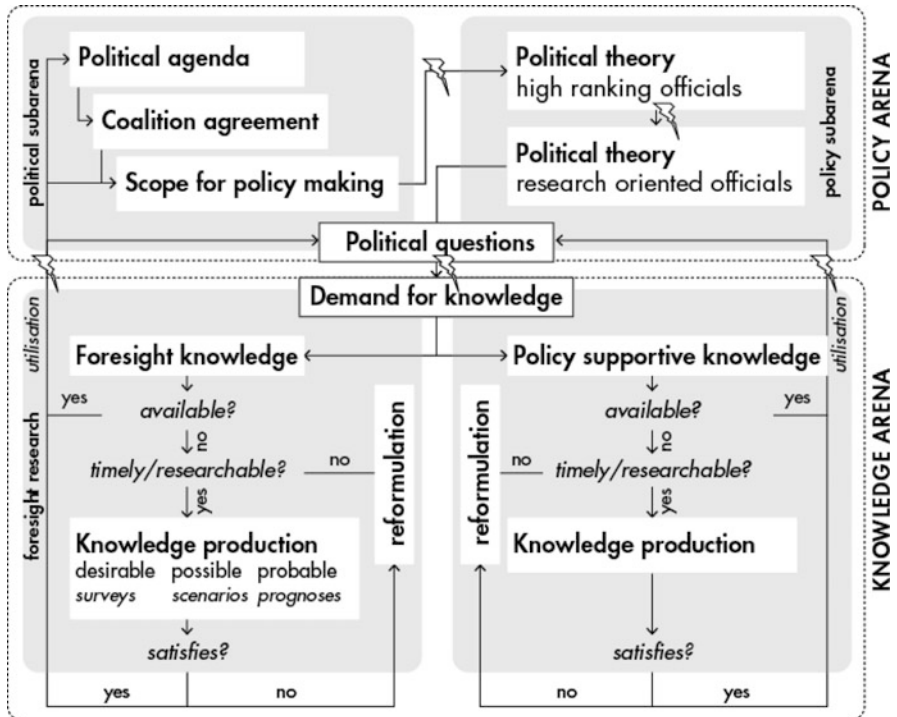 Political agenda
Coalition agreement
Scope for policy making
political subarena
Political theory
high ranking officials
Political theory
research oriented officials
policy subarena
POLICY ARENA
Political questions
Demand for knowledge
utilisation
foresight research
Foresight knowledge
yes
available?
no
timely/researchable?
no
yes
reformulation
Knowledge production
desirable possible probable
surveys scenarios prognoses
satisfies?
yes
no
Policy supportive knowledge
utilisation
available?
yes
no
timely/researchable?
no
yes
reformulation
Knowledge production
satisfies?
no
yes
KNOWLEDGE ARENA